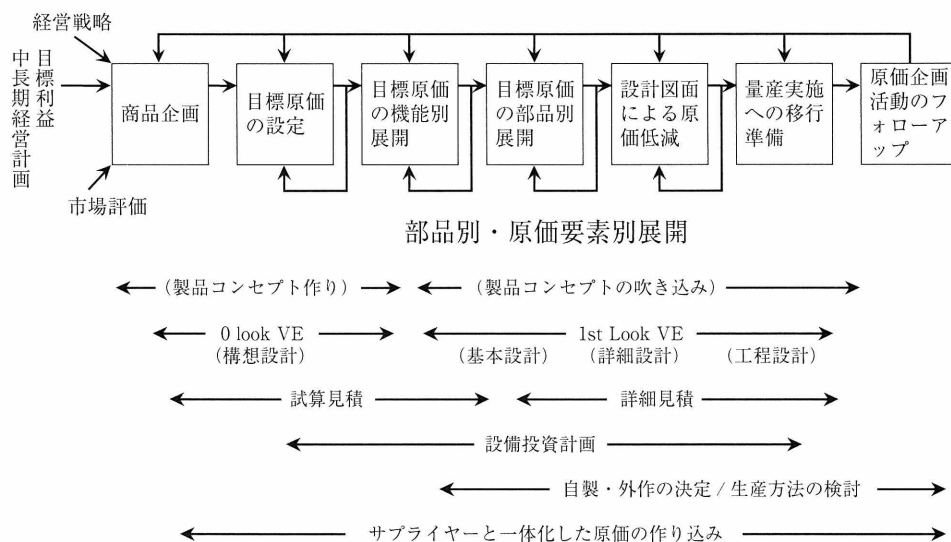 経営戦略
目標利益
中長期経営計画
市場評価
商品企画
目標原価
の設定
目標原価
の機能別
展開
目標原価
の部品別
展開
設計図面
による原
価低減
量産実施
への移行
準備
原価企画
活動のフ
ォローア
ップ
部品別・原価要素別展開
(製品コンセプト作り)
(製品コンセプトの吹き込み)
0 look VE
(構想設計)
1st Look VE
(基本設計) (詳細設計) (工程設計)
試算見積
詳細見積
設備投資計画
自製・外作の決定 / 生産方法の検討
サプライヤーと一体化した原価の作り込み